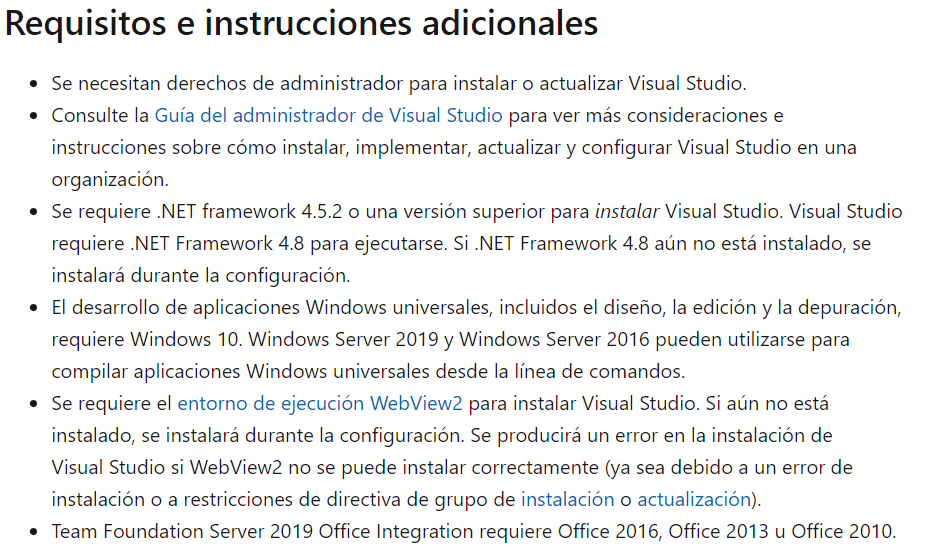 Requisitos e instrucciones adicionales
• Se necesitan derechos de administrador para instalar o actualizar Visual Studio.
• Consulte la Guía del administrador de Visual Studio para ver más consideraciones e
instrucciones sobre cómo instalar, implementar, actualizar y configurar Visual Studio en una
organización.
• Se requiere .NET framework 4.5.2 o una versión superior para instalar Visual Studio. Visual Studio
requiere .NET Framework 4.8 para ejecutarse. Si .NET Framework 4.8 aún no está instalado, se
instalará durante la configuración.
• El desarrollo de aplicaciones Windows universales, incluidos el diseño, la edición y la depuración,
requiere Windows 10. Windows Server 2019 y Windows Server 2016 pueden utilizarse para
compilar aplicaciones Windows universales desde la línea de comandos.
• Se requiere el entorno de ejecución WebView2 para instalar Visual Studio. Si aún no está
instalado, se instalará durante la configuración. Se producirá un error en la instalación de
Visual Studio si WebView2 no se puede instalar correctamente (ya sea debido a un error de
instalación o a restricciones de directiva de grupo de instalación o actualización).
• Team Foundation Server 2019 Office Integration requiere Office 2016, Office 2013 u Office 2010.